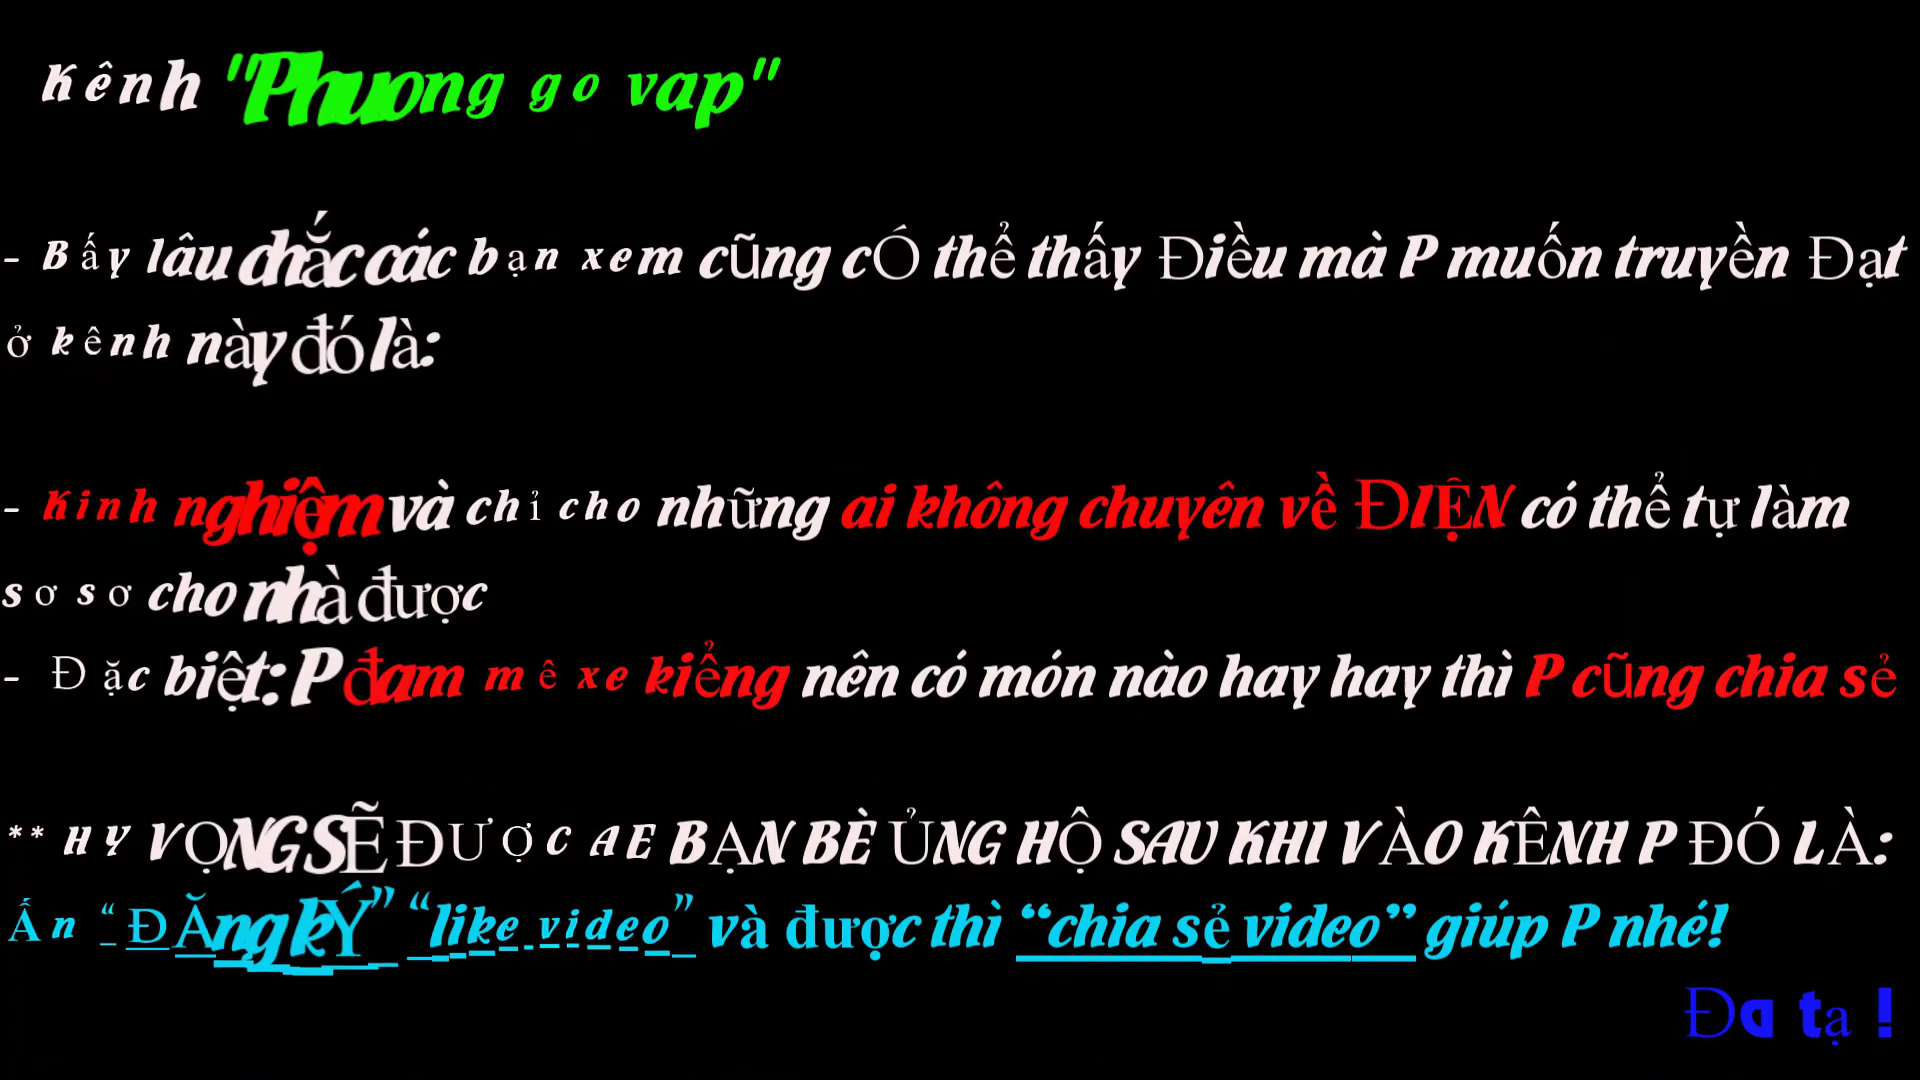 Kênh "Phuong go vap"
- Bấy lâu chắc các bạn xem cũng cÓ thể thấy Điều mà P muốn truyền Đạt
ở kênh này đó là:
- Kinh nghiệm và chỉ cho những ai không chuyên về ĐIỆN có thể tự làm
sơ sơ cho nhà được
- Đặc biệt: P đam mê xe kiểng nên có món nào hay hay thì P cũng chia sẻ
** HY VỌNG SẼ ĐƯỢC AE BẠN BÈ ỦNG HỘ SAU KHI VÀO KÊNH P ĐÓ LÀ:
Ấn “ĐĂng kÝ” “like video” và được thì “chia sẻ video” giúp P nhé!
Đa tạ !